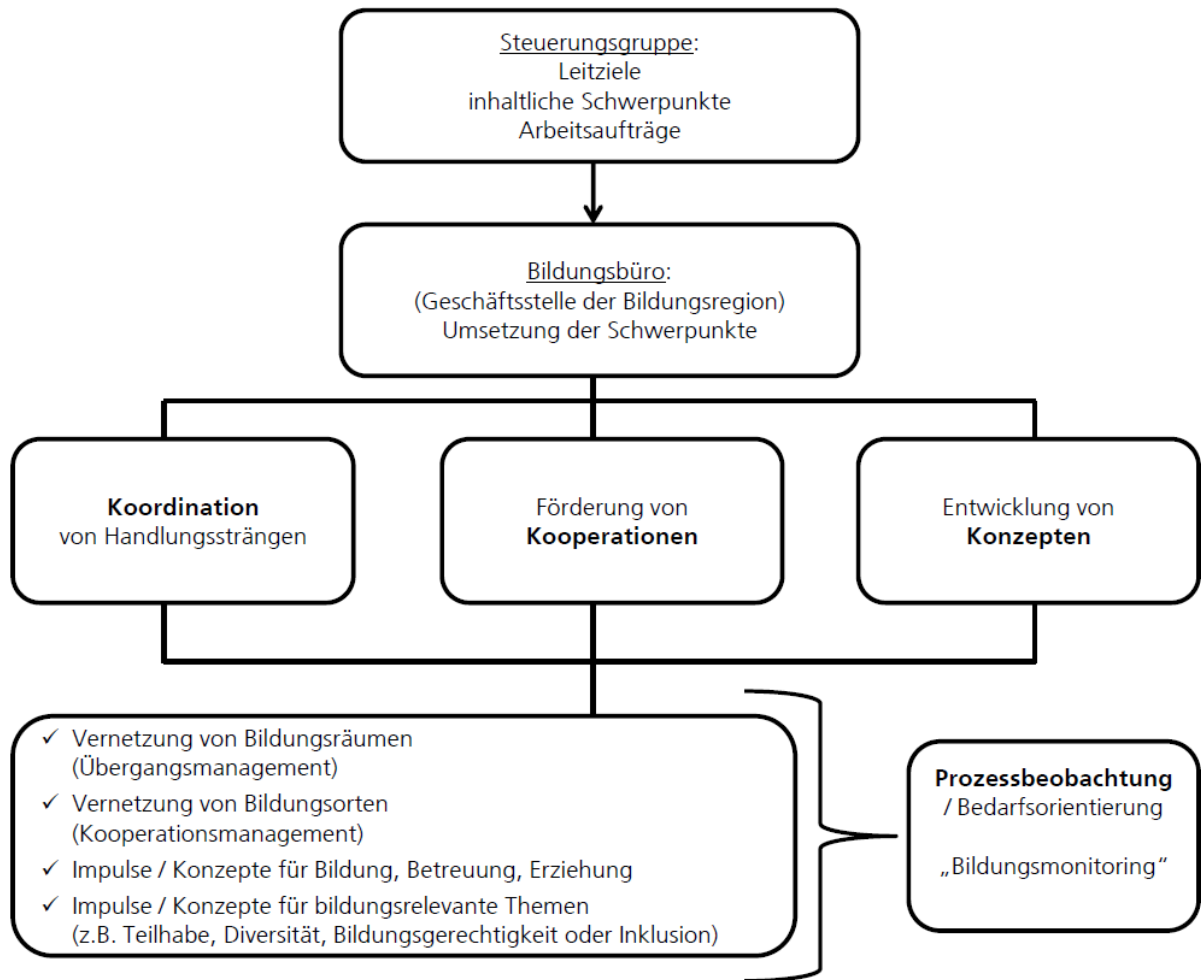 Steuerungsgruppe:
Leitziele
inhaltliche Schwerpunkte
Arbeitsaufträge
Bildungsbüro:
(Geschäftsstelle der Bildungsregion)
Umsetzung der Schwerpunkte
Koordination
von Handlungssträngen
Förderung von
Kooperationen
Entwicklung von
Konzepten
✓ Vernetzung von Bildungsräumen
(Übergangsmanagement)
✓ Vernetzung von Bildungsorten
(Kooperationsmanagement)
✓ Impulse / Konzepte für Bildung, Betreuung, Erziehung
✓ Impulse / Konzepte für bildungsrelevante Themen
(z.B. Teilhabe, Diversität, Bildungsgerechtigkeit oder Inklusion)
Prozessbeobachtung
/ Bedarfsorientierung
„Bildungsmonitoring“